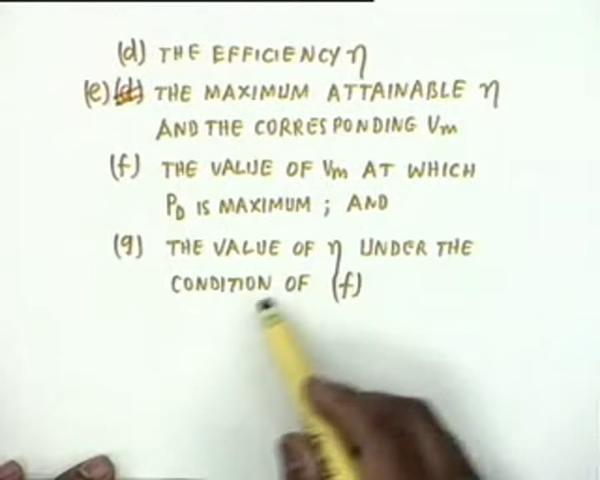 (d) THE EFFICIENCY η
(e) THE MAXIMUM ATTAINABLE η
AND THE CORRESPONDING Vm
(f) THE VALUE OF Vm AT WHICH
PD IS MAXIMUM ; AND
(g) THE VALUE OF η UNDER THE
CONDITION OF (f)